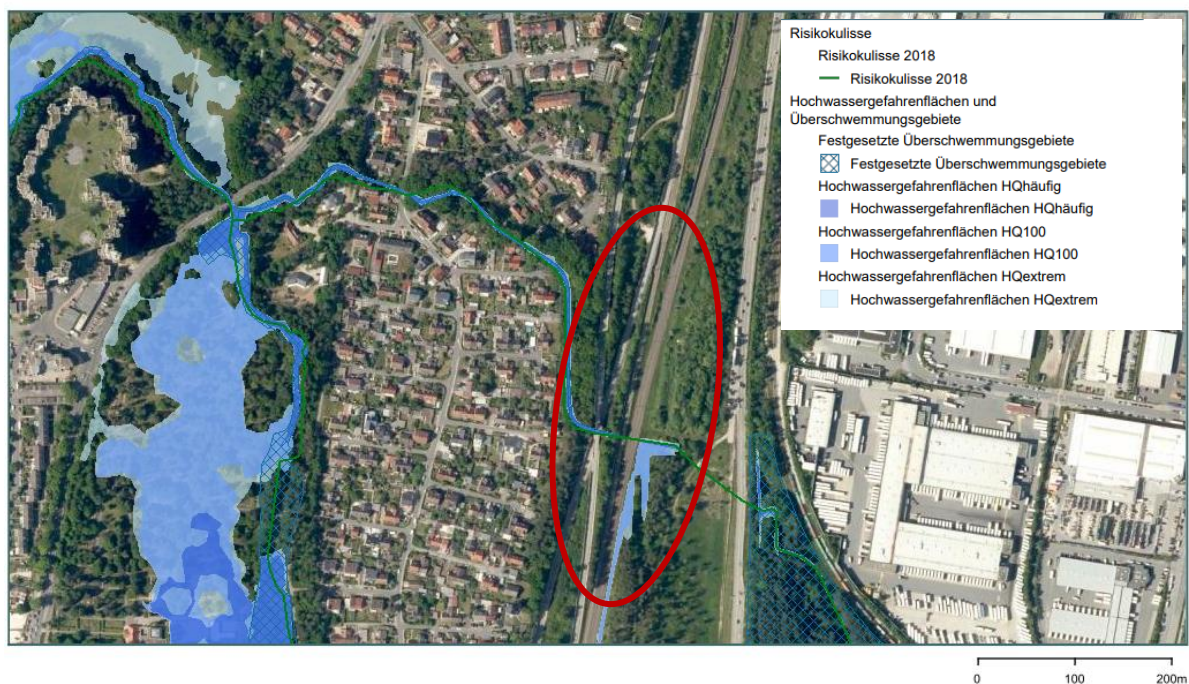 Risikokulisse
Risikokulisse 2018
Risikokulisse 2018
Hochwassergefahrenflächen und
Überschwemmungsgebiete
Festgesetzte Überschwemmungsgebiete
Festgesetzte Überschwemmungsgebiete
Hochwassergefahrenflächen HQhäufig
Hochwassergefahrenflächen HQhäufig
Hochwassergefahrenflächen HQ100
Hochwassergefahrenflächen HQ100
Hochwassergefahrenflächen HQextrem
Hochwassergefahrenflächen HQextrem
0 100 200m